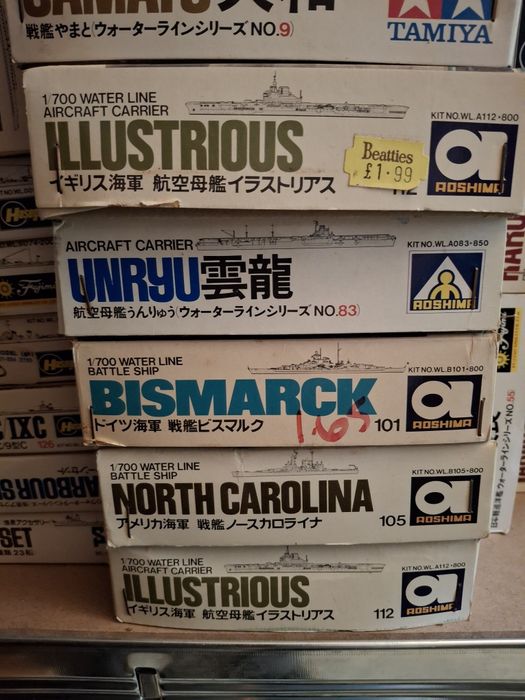 戦艦やまと(ウォーターラインシリーズNO.9)
TAMIYA
1/700 WATER LINE
AIRCRAFT CARRIER
ILLUSTRIOUS
イギリス海軍 航空母艦イラストリアス
Beatties
£1·99
112
KIT NO.WL.A112·800
AOSHIMA
AIRCRAFT CARRIER
UNRYU雲龍
航空母艦うんりゅう(ウォーターラインシリーズ NO.83)
KIT NO.WL.A083·850
AOSHIMA
1/700 WATER LINE
BATTLE SHIP
BISMARCK
ドイツ海軍 戦艦ビスマルク
1.65
101
KIT NO.WL.B101·800
AOSHIMA
1/700 WATER LINE
BATTLE SHIP
NORTH CAROLINA
アメリカ海軍 戦艦ノースカロライナ
105
KIT NO.WL.B105·800
AOSHIMA
1/700 WATER LINE
AIRCRAFT CARRIER
ILLUSTRIOUS
イギリス海軍 航空母艦イラストリアス
112
KIT NO.WL.A112·800
AOSHIMA
IXC
126
SET